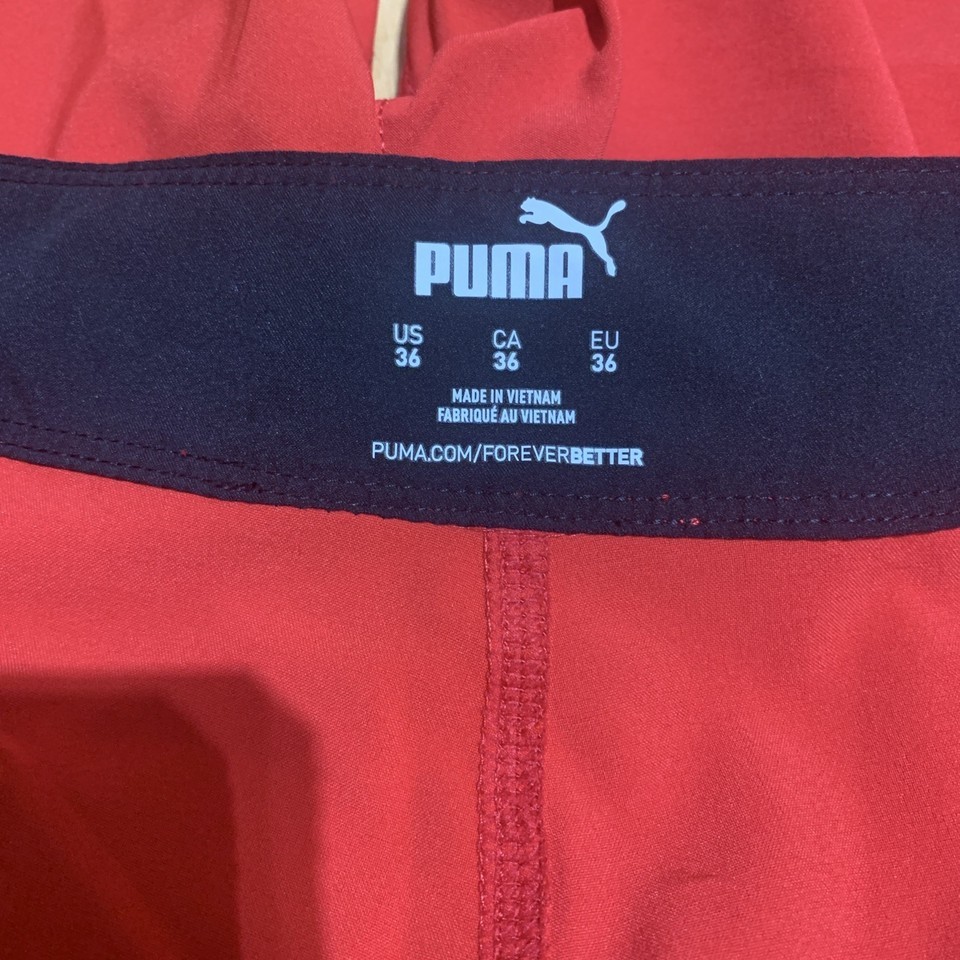 PUMA
US CA EU
36 36 36
MADE IN VIETNAM
FABRIQUÉ AU VIETNAM
PUMA.COM/FOREVERBETTER